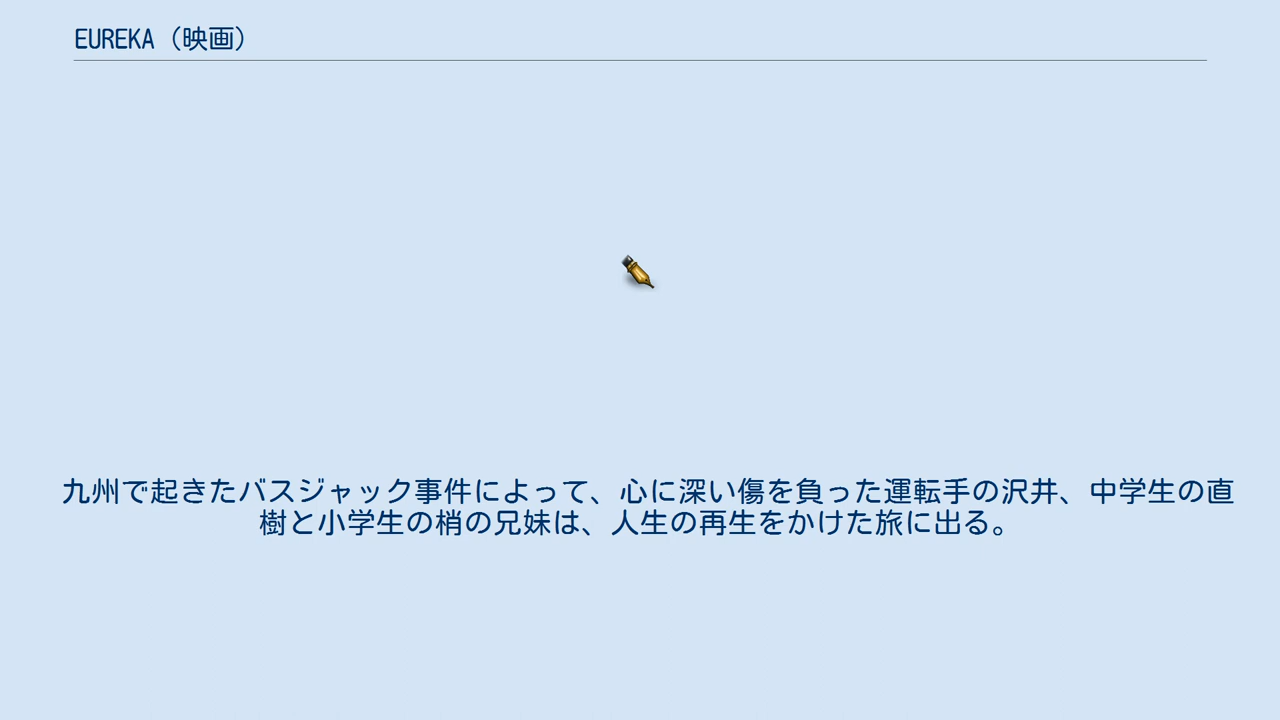 EUREKA（映画）
九州で起きたバスジャック事件によって、心に深い傷を負った運転手の沢井、中学生の直
樹と小学生の梢の兄妹は、人生の再生をかけた旅に出る。